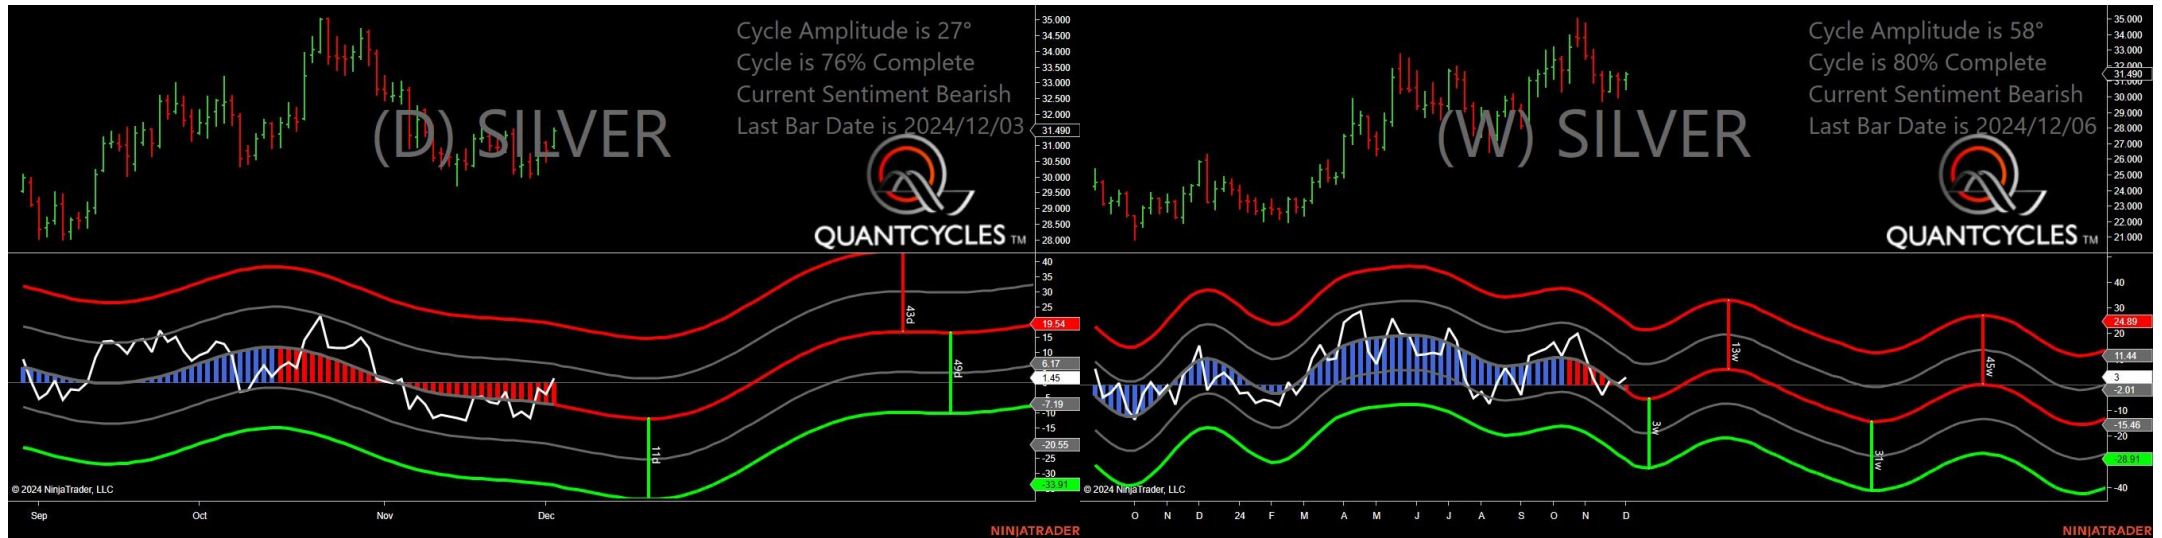 Cycle Amplitude is 27°
Cycle is 76% Complete
Current Sentiment Bearish
Last Bar Date is 2024/12/03
(D) SILVER
QUANTCYCLES TM
35.000
34.500
34.000
33.500
33.000
32.500
32.000
31.490
31.000
30.500
30.000
29.500
29.000
28.500
28.000
40
35
30
25
19.54
15
10
6.17
1.45
-7.19
-10
-15
-20.55
-25
-30
-33.91
43d
49d
11d
© 2024 NinjaTrader, LLC
Sep Oct Nov Dec
NINJATRADER
Cycle Amplitude is 58°
Cycle is 80% Complete
Current Sentiment Bearish
Last Bar Date is 2024/12/06
(W) SILVER
QUANTCYCLES TM
35.000
34.000
33.000
32.000
31.490
30.000
29.000
28.000
27.000
26.000
25.000
24.000
23.000
22.000
21.000
40
30
24.89
20
11.44
3
-2.01
-10
-15.46
-20
-28.91
-40
13w
45w
3w
31w
© 2024 NinjaTrader, LLC
O N D 24 F M A M J J A S O N D
NINJATRADER